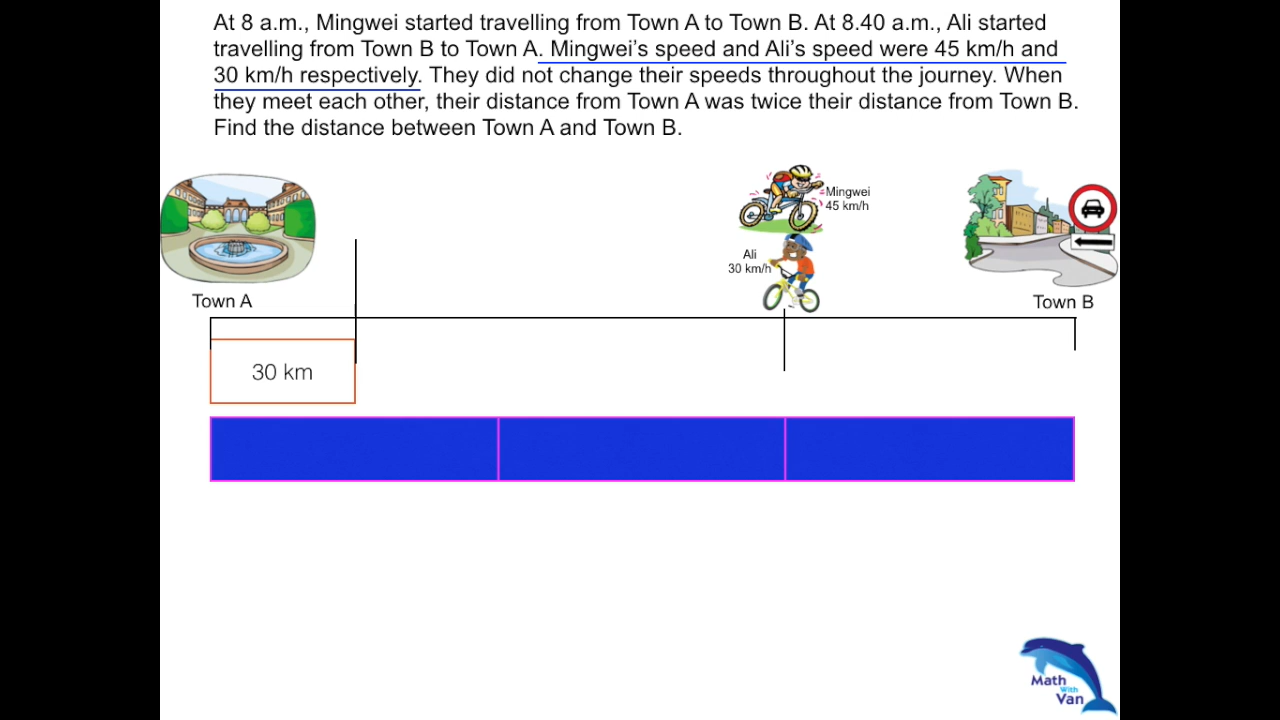 At 8 a.m., Mingwei started travelling from Town A to Town B. At 8.40 a.m., Ali started
travelling from Town B to Town A. Mingwei's speed and Ali's speed were 45 km/h and
30 km/h respectively. They did not change their speeds throughout the journey. When
they meet each other, their distance from Town A was twice their distance from Town B.
Find the distance between Town A and Town B.
Mingwei
45 km/h
Ali
30 km/h
Town A
Town B
30 km
Math
With
Van